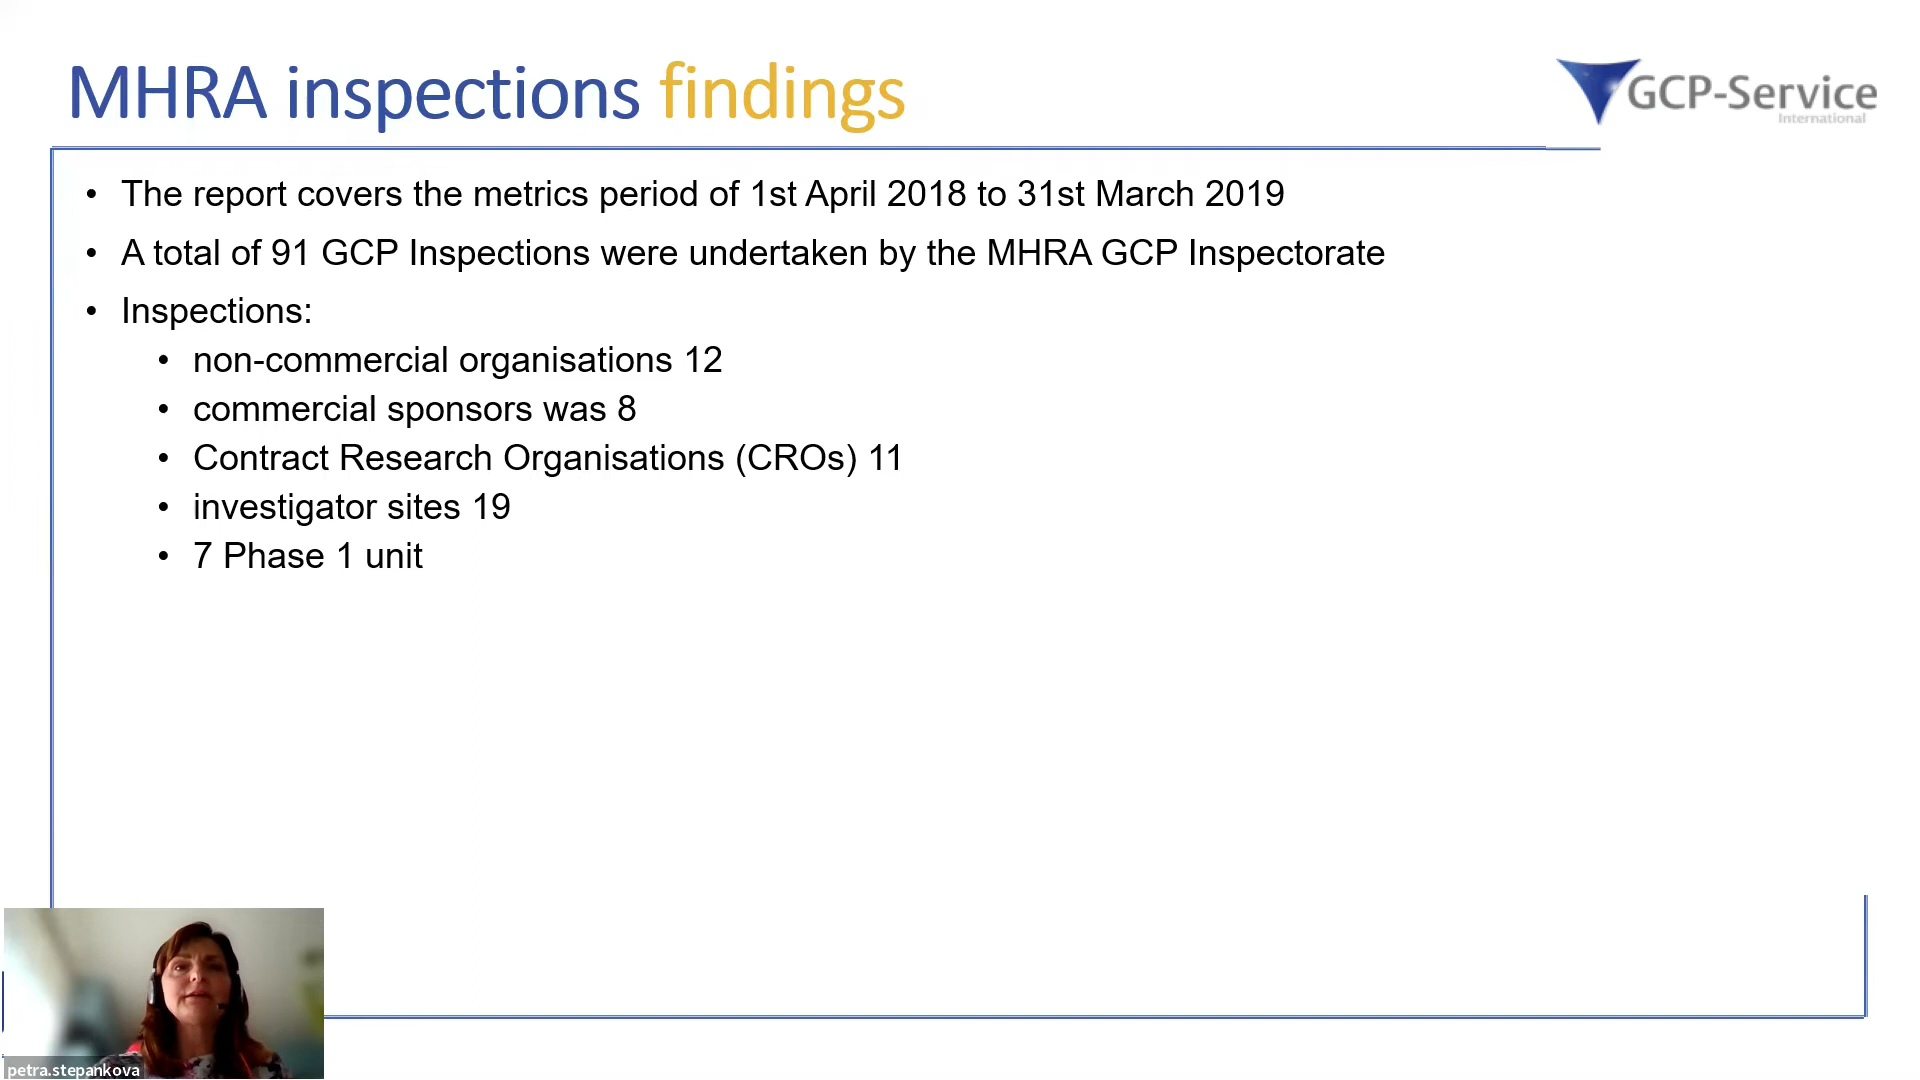 MHRA inspections findings
GCP-Service
International
• The report covers the metrics period of 1st April 2018 to 31st March 2019
• A total of 91 GCP Inspections were undertaken by the MHRA GCP Inspectorate
• Inspections:
• non-commercial organisations 12
• commercial sponsors was 8
• Contract Research Organisations (CROs) 11
• investigator sites 19
• 7 Phase 1 unit
petra.stepankova